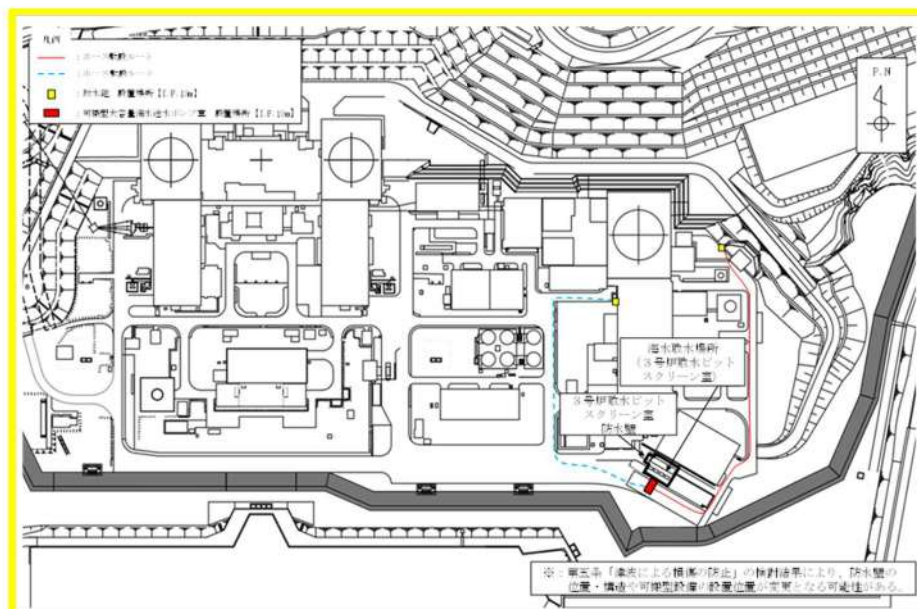 凡例
：ホース敷設ルート
：ホース敷設ルート
：放水砲 設置場所【T.P.10m】
：可搬型大容量海水送水ポンプ車 設置場所【T.P.10m】
P.N
海水取水場所
（３号炉取水ピット
スクリーン室）
３号炉取水ピット
スクリーン室
防水壁
※：第五条「津波による損傷の防止」の検討結果により，防水壁の
位置・構造や可搬型設備の設置位置が変更となる可能性がある。